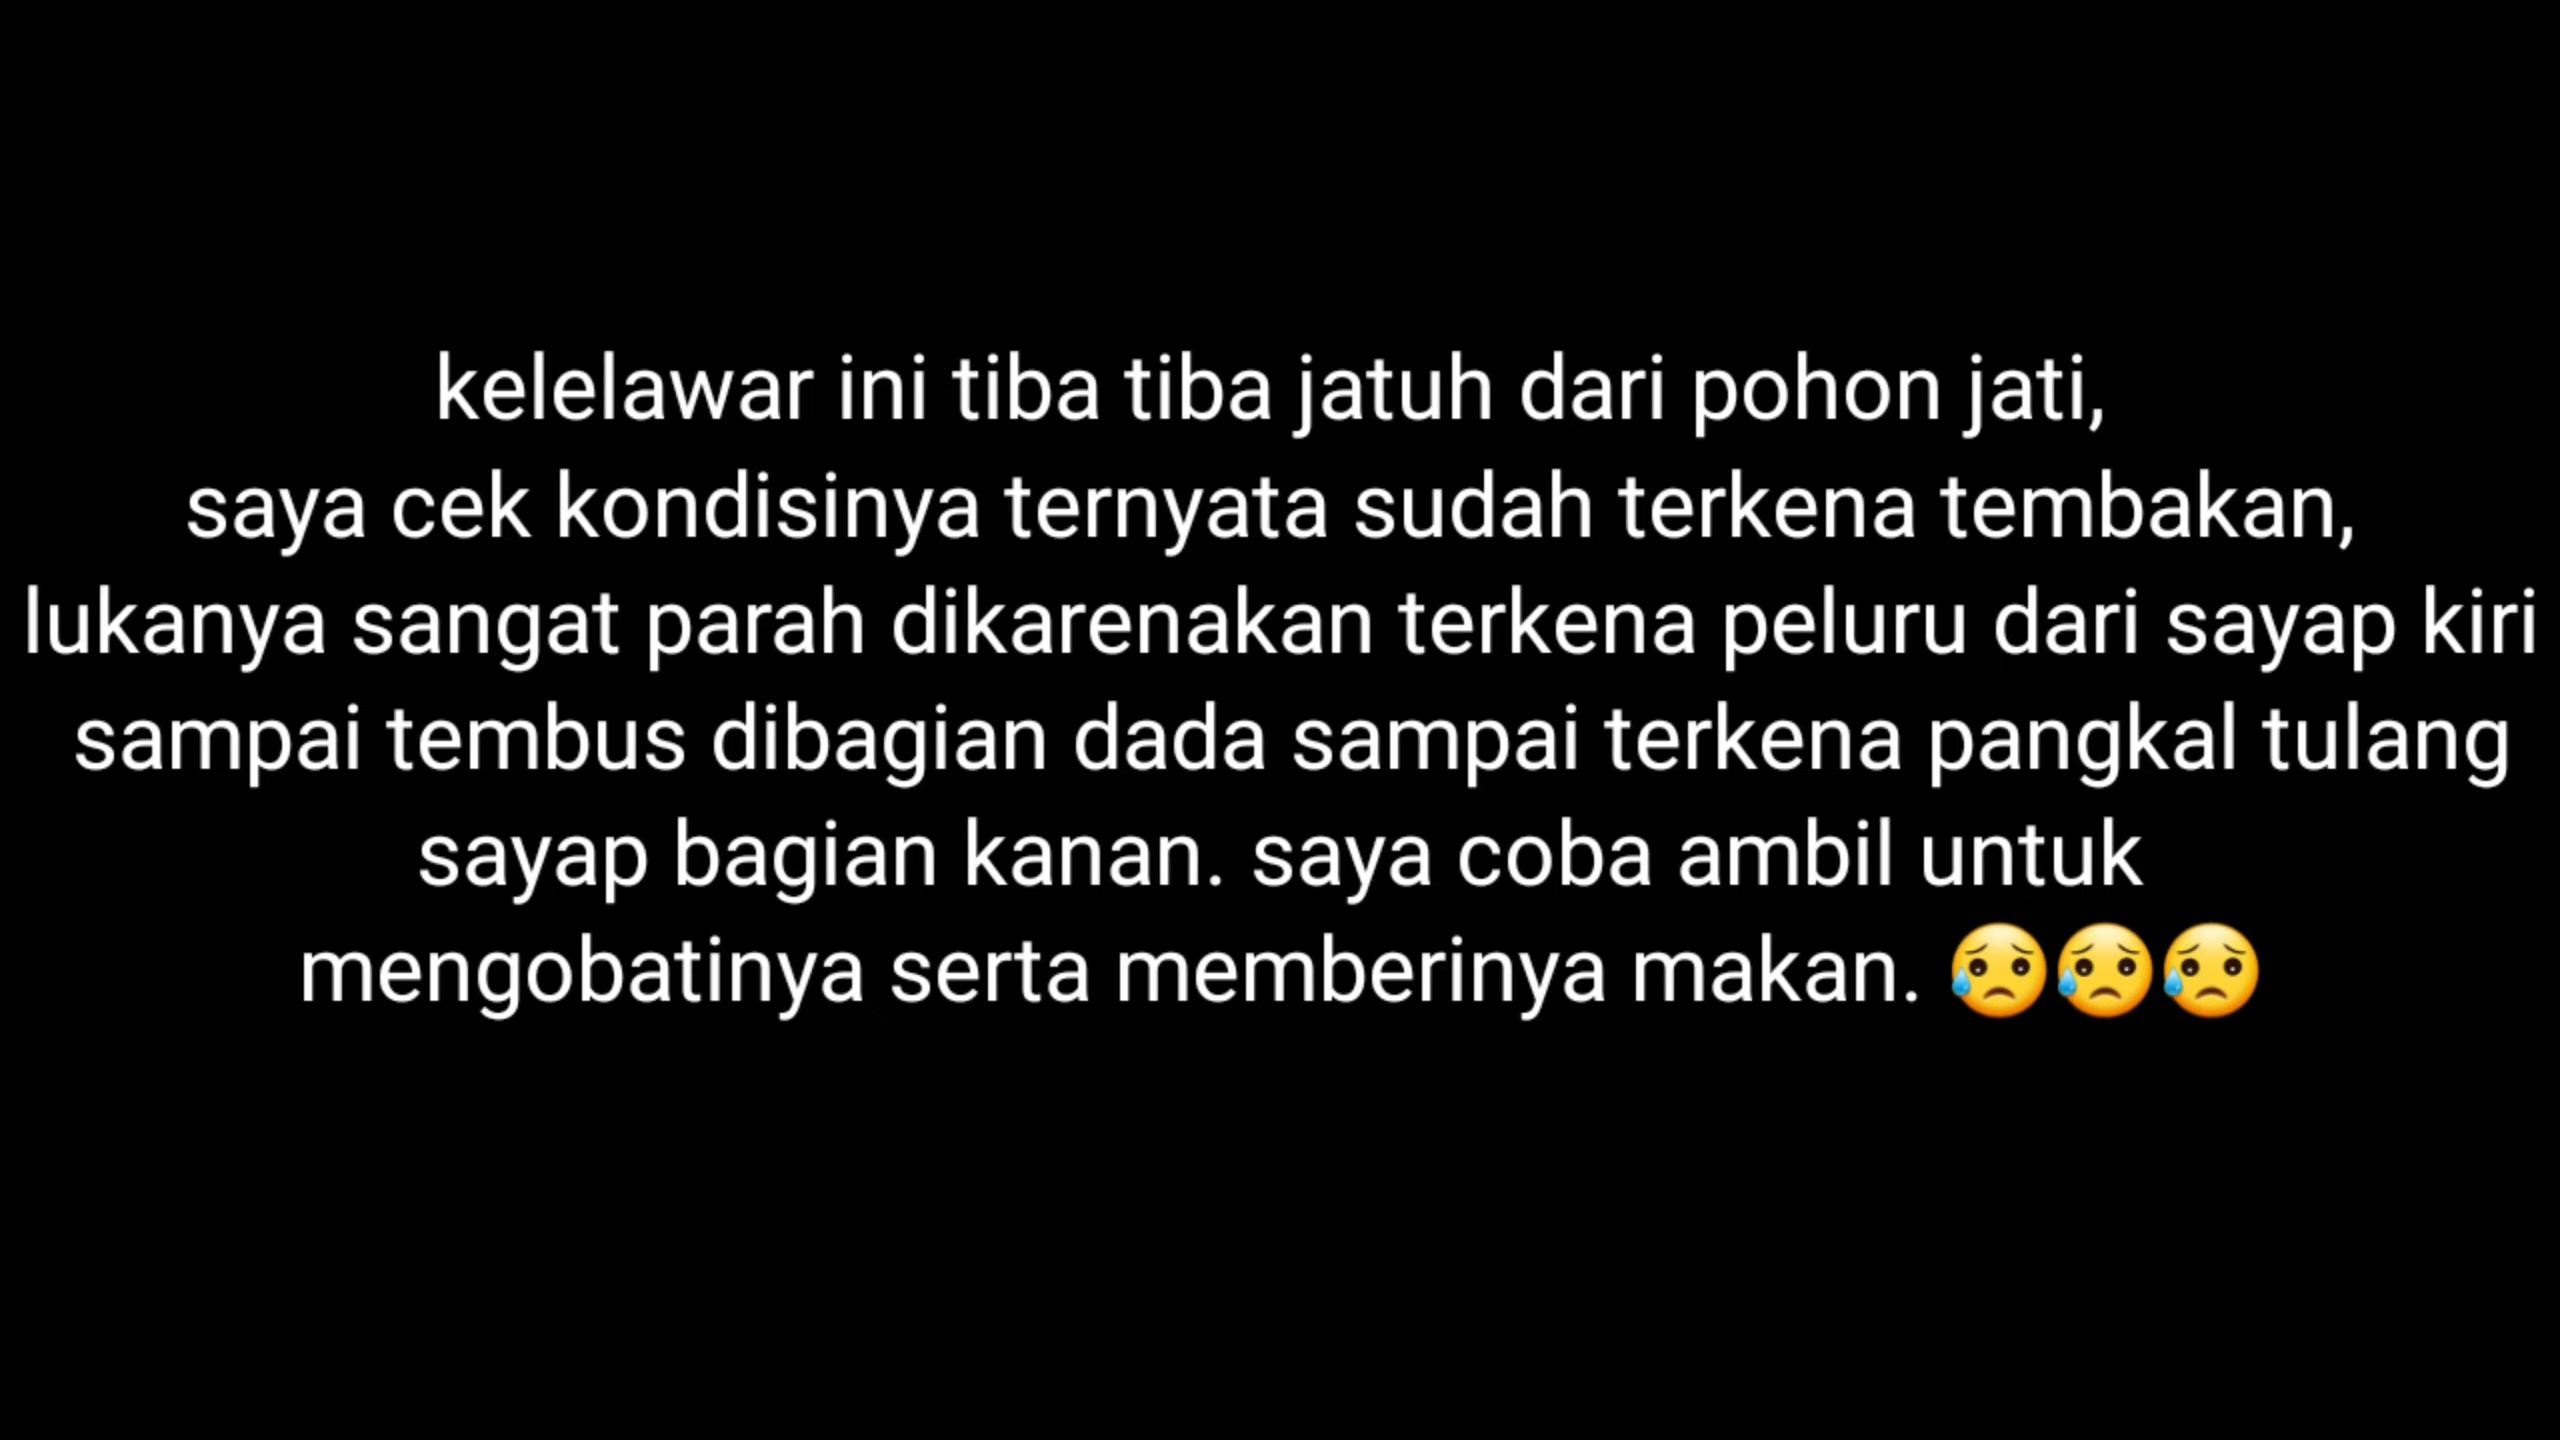 kelelawar ini tiba tiba jatuh dari pohon jati,
saya cek kondisinya ternyata sudah terkena tembakan,
lukanya sangat parah dikarenakan terkena peluru dari sayap kiri
sampai tembus dibagian dada sampai terkena pangkal tulang
sayap bagian kanan. saya coba ambil untuk
mengobatinya serta memberinya makan. 😥😥😥